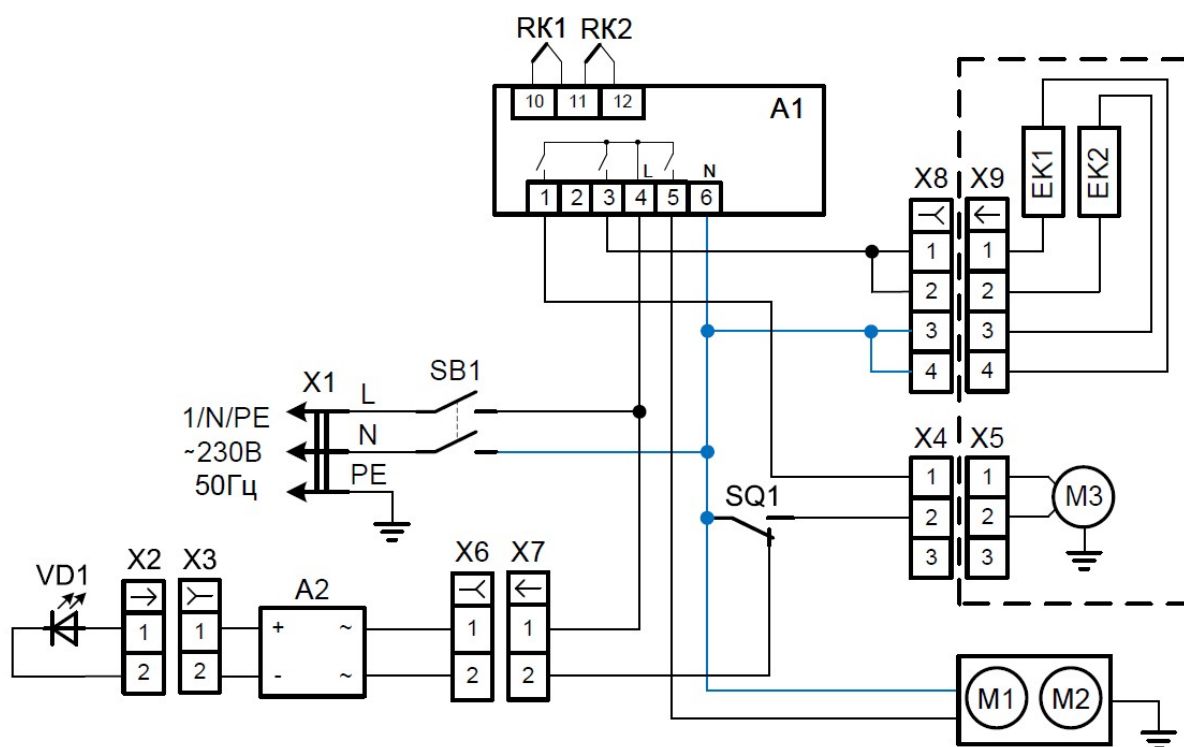 RK1 RK2
10 11 12
A1
L N
1 2 3 4 5 6
X8 X9
EK1 EK2
1 1
2 2
3 3
4 4
X1
L
SB1
1/N/PE
~230В
50Гц
N
PE
X4 X5
1 1
2 2
3 3
SQ1
M3
VD1
X2 X3
A2
X6 X7
1 1 + ~ 1 1
2 2 - ~ 2 2
M1 M2